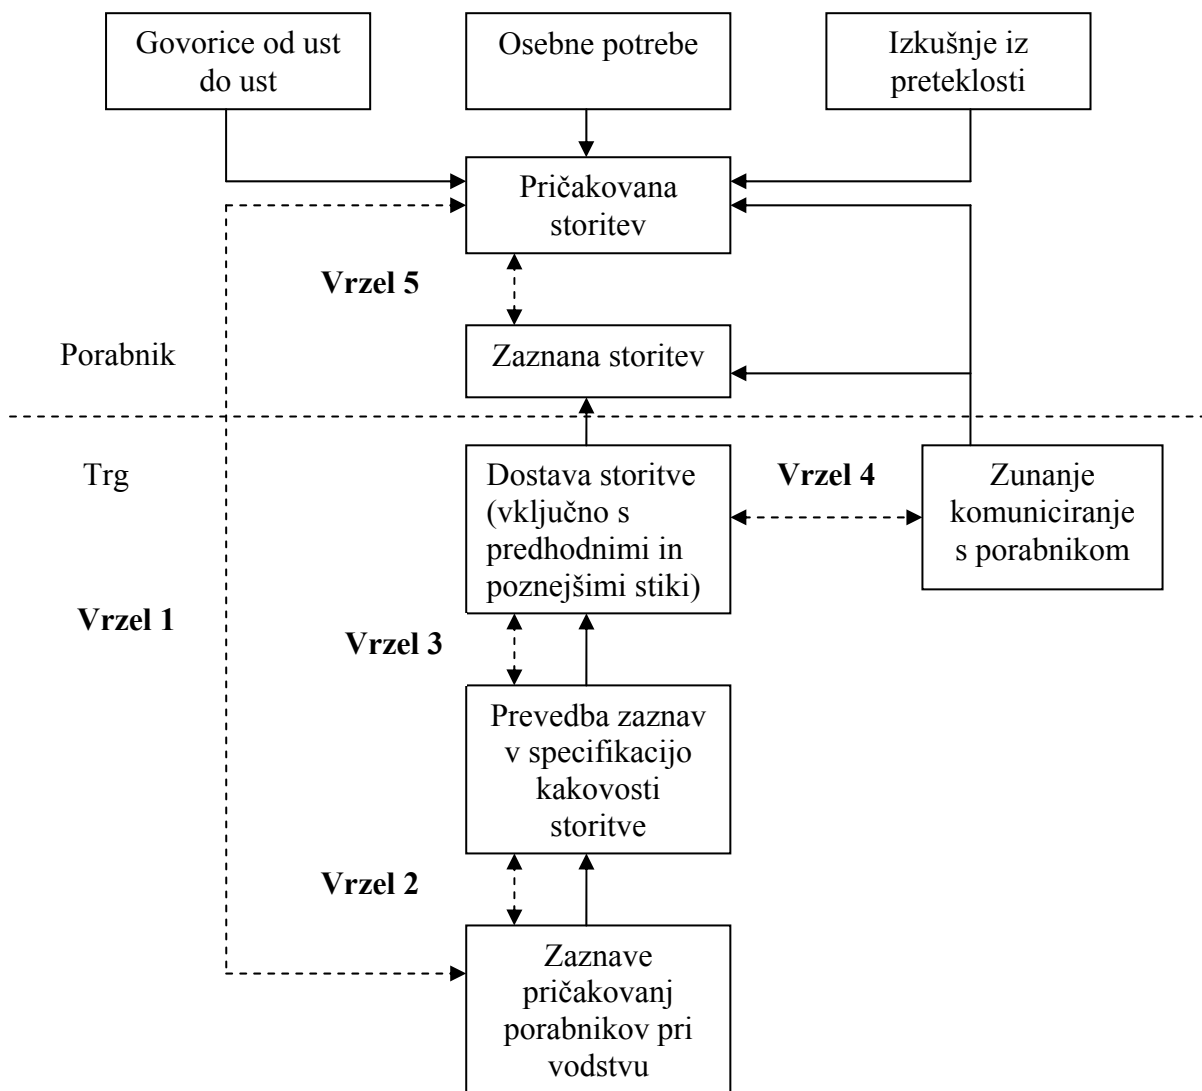 Govorice od ust
do ust
Osebne potrebe
Izkušnje iz
preteklosti
Pričakovana
storitev
Vrzel 5
Zaznana storitev
Porabnik
Trg
Dostava storitve
(vključno s
predhodnimi in
poznejšimi stiki)
Vrzel 4
Zunanje
komuniciranje
s porabnikom
Vrzel 1
Vrzel 3
Prevedba zaznav
v specifikacijo
kakovosti
storitve
Vrzel 2
Zaznave
pričakovanj
porabnikov pri
vodstvu